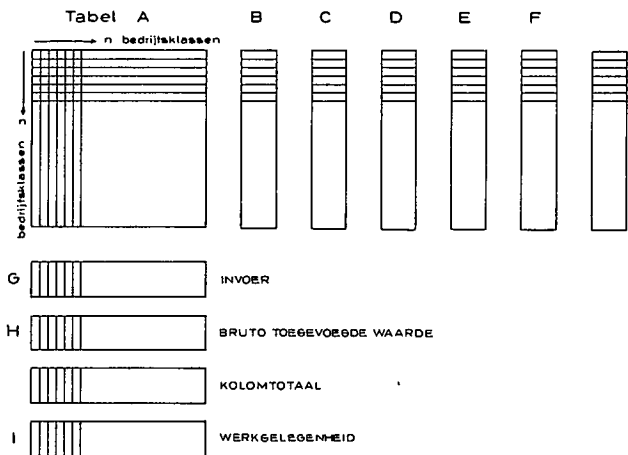 Tabel A B C D E F
n bedrijfsklassen
n bedrijfsklassen
G INVOER
H BRUTO TOEGEVOEGDE WAARDE
KOLOMTOTAAL
I WERKGELEGENHEID